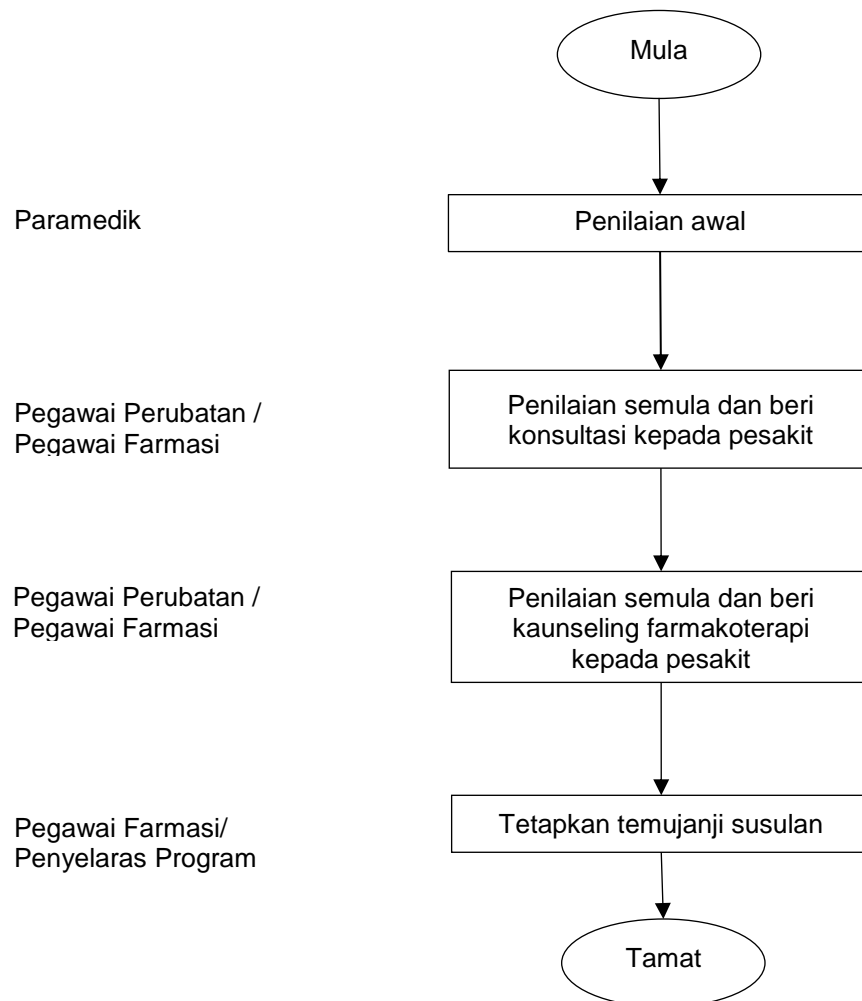 Mula
Paramedik
Penilaian awal
Pegawai Perubatan /
Pegawai Farmasi
Penilaian semula dan beri
konsultasi kepada pesakit
Pegawai Perubatan /
Pegawai Farmasi
Penilaian semula dan beri
kaunseling farmakoterapi
kepada pesakit
Pegawai Farmasi/
Penyelaras Program
Tetapkan temujanji susulan
Tamat